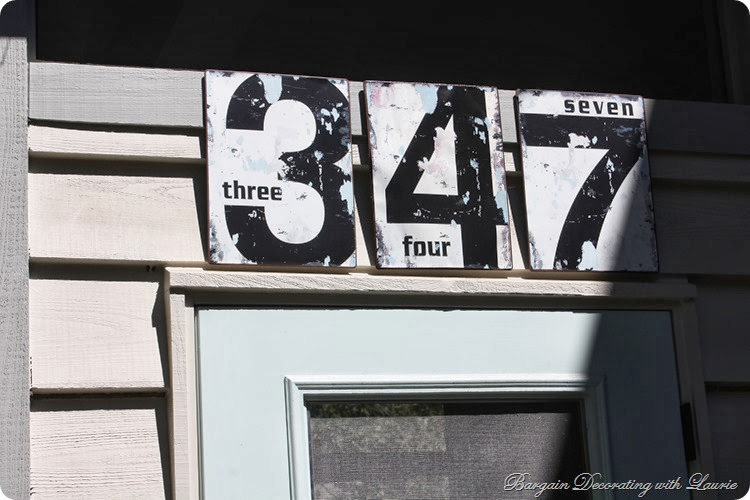 3 4 7
three four seven
Bargain Decorating with Laurie